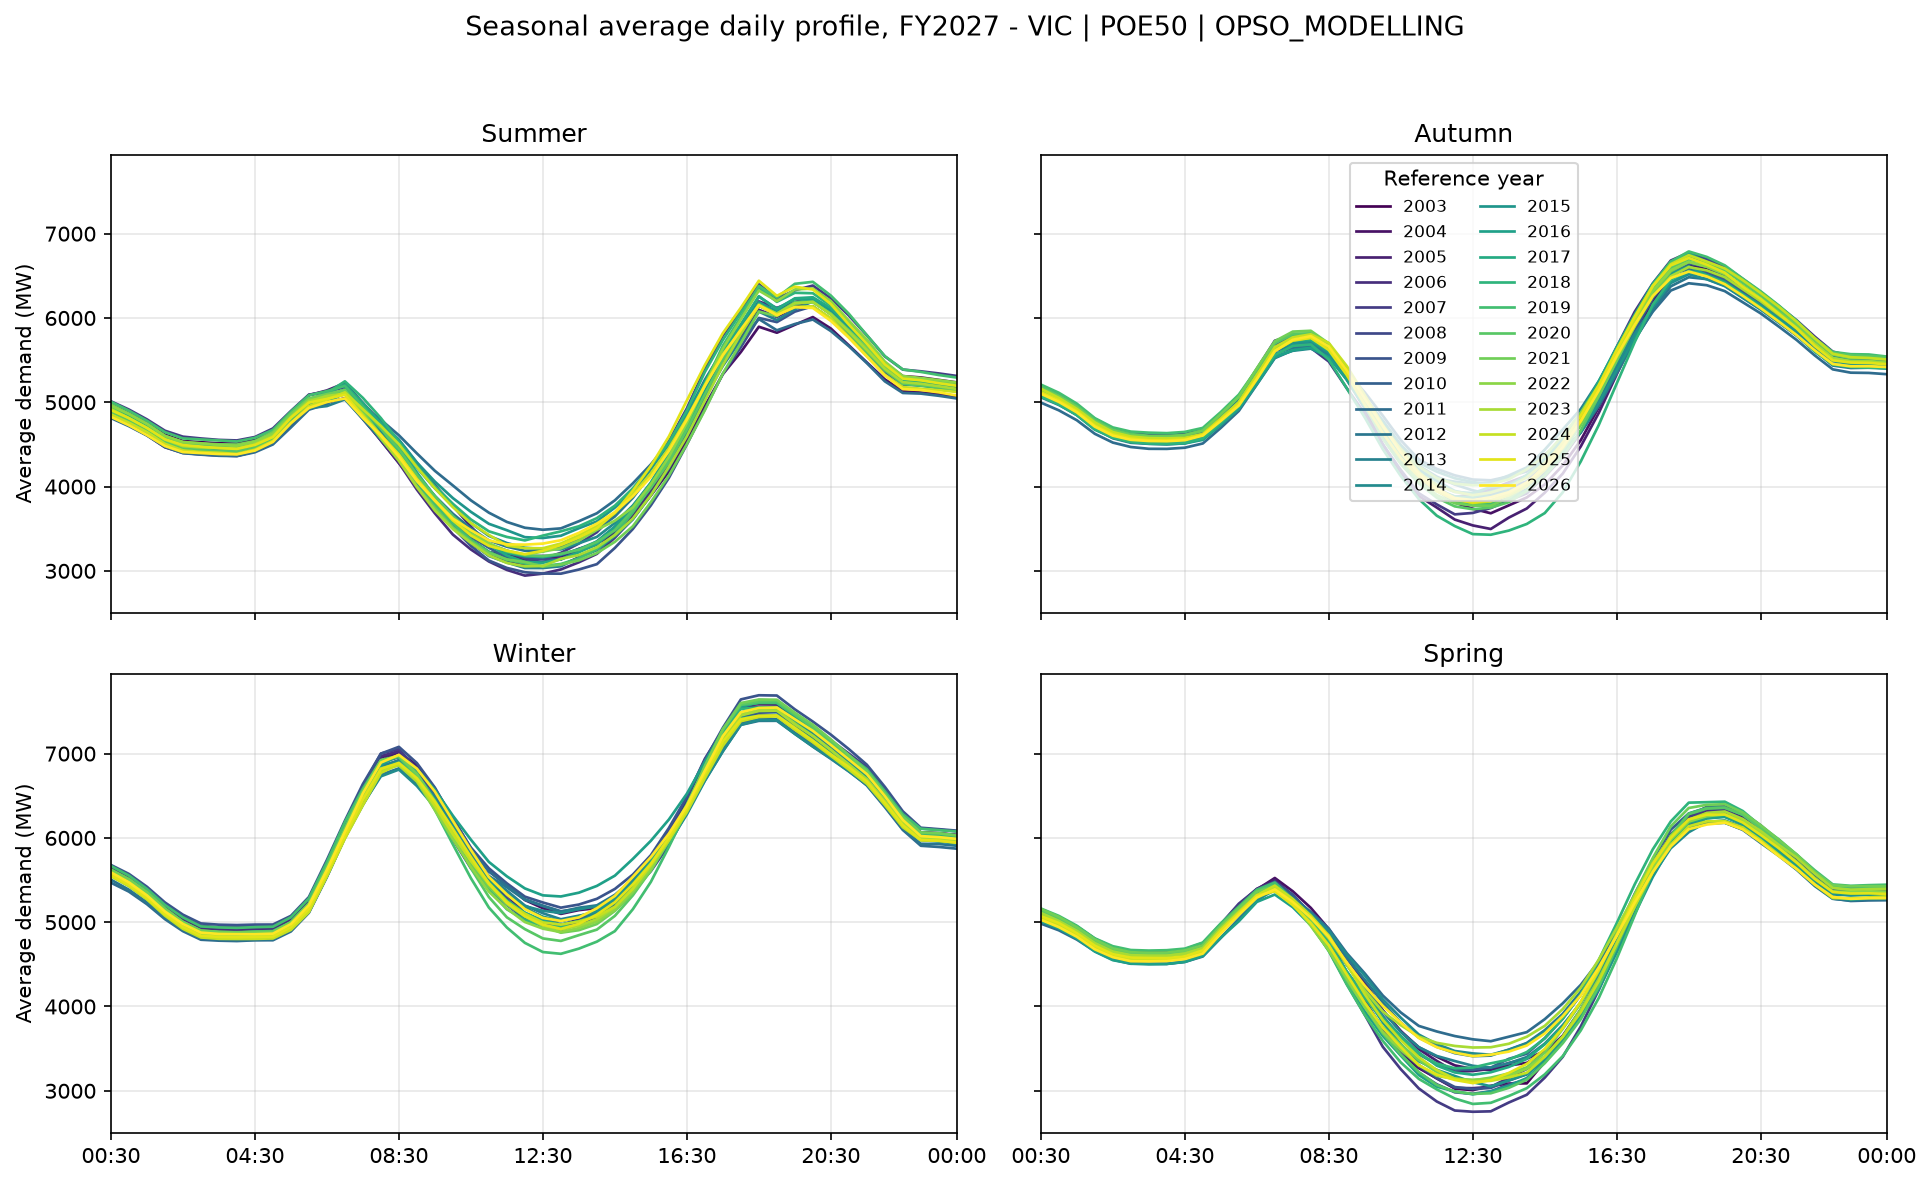 Seasonal average daily profile, FY2027 - VIC | POE50 | OPSO_MODELLING
Summer
Average demand (MW)
7000
6000
5000
4000
3000
Autumn
Reference year
2003 2015
2004 2016
2005 2017
2006 2018
2007 2019
2008 2020
2009 2021
2010 2022
2011 2023
2012 2024
2013 2025
2014 2026
Winter
Average demand (MW)
7000
6000
5000
4000
3000
00:30 04:30 08:30 12:30 16:30 20:30 00:00
Spring
00:30 04:30 08:30 12:30 16:30 20:30 00:00